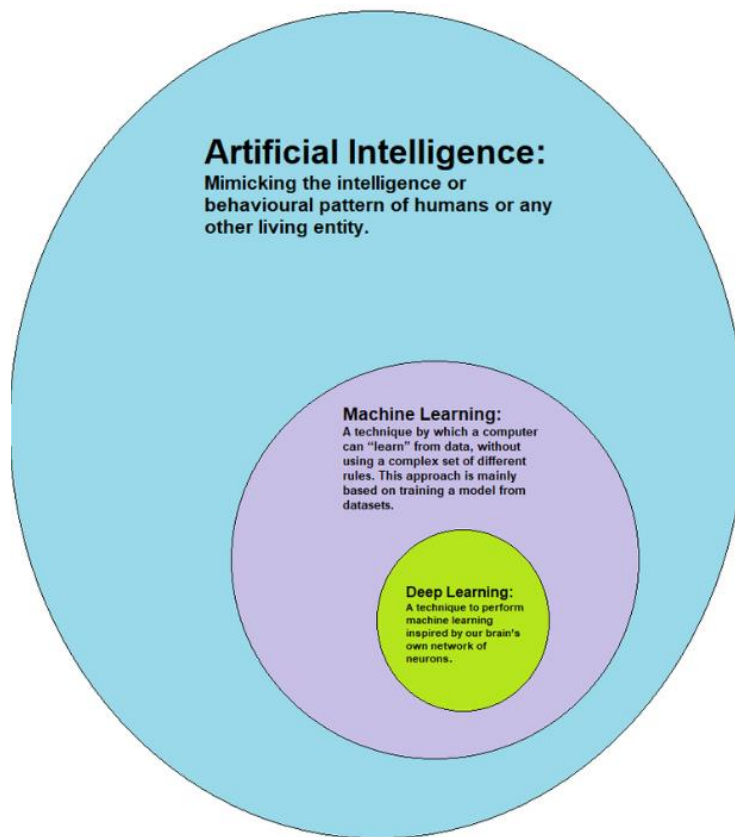 Artificial Intelligence:
Mimicking the intelligence or
behavioural pattern of humans or any
other living entity.
Machine Learning:
A technique by which a computer
can “learn” from data, without
using a complex set of different
rules. This approach is mainly
based on training a model from
datasets.
Deep Learning:
A technique to perform
machine learning
inspired by our brain's
own network of
neurons.